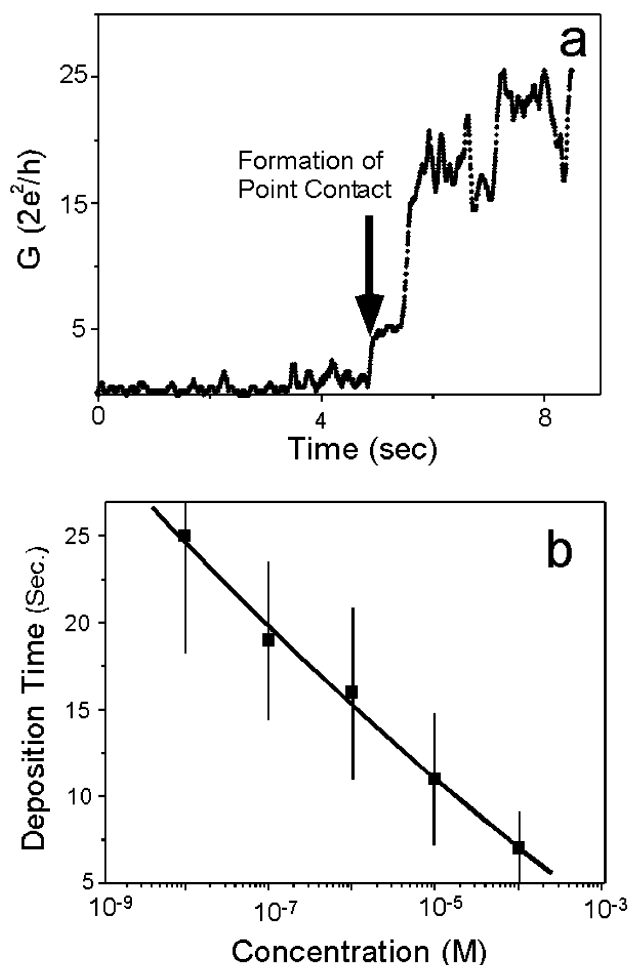 a
25
15
5
G (2e²/h)
Formation of
Point Contact
0
4
8
Time (sec)
b
25
20
15
10
5
Deposition Time (Sec.)
10⁻⁹
10⁻⁷
10⁻⁵
10⁻³
Concentration (M)